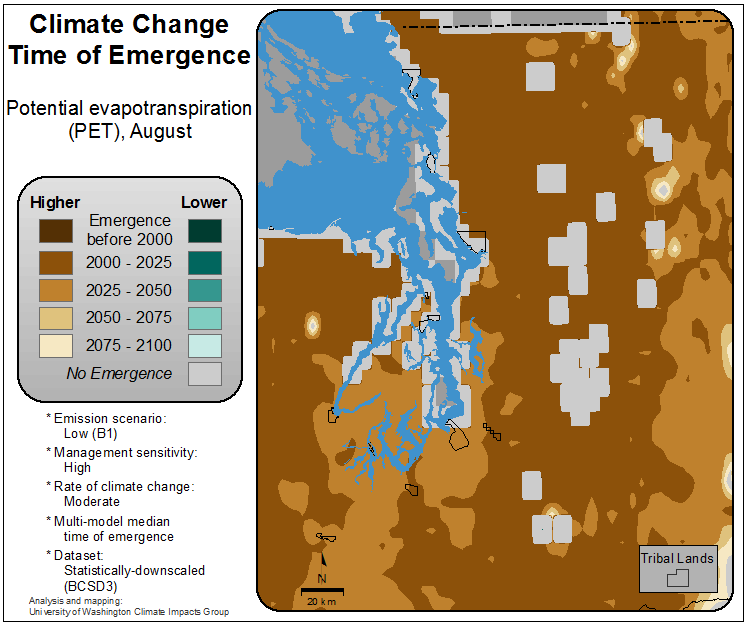 Climate Change
Time of Emergence
Potential evapotranspiration
(PET), August
Higher
Lower
Emergence
before 2000
2000 - 2025
2025 - 2050
2050 - 2075
2075 - 2100
No Emergence
* Emission scenario:
Low (B1)
* Management sensitivity:
High
* Rate of climate change:
Moderate
* Multi-model median
time of emergence
* Dataset:
Statistically-downscaled
(BCSD3)
Analysis and mapping:
University of Washington Climate Impacts Group
N
20 km
Tribal Lands